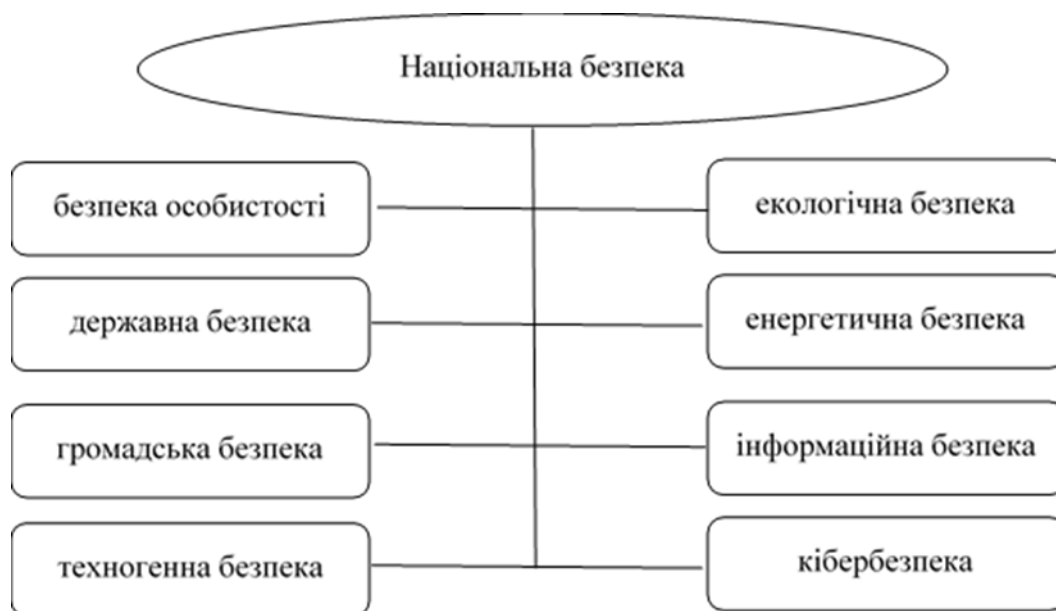 Національна безпека
безпека особистості
екологічна безпека
державна безпека
енергетична безпека
громадська безпека
інформаційна безпека
техногенна безпека
кібербезпека